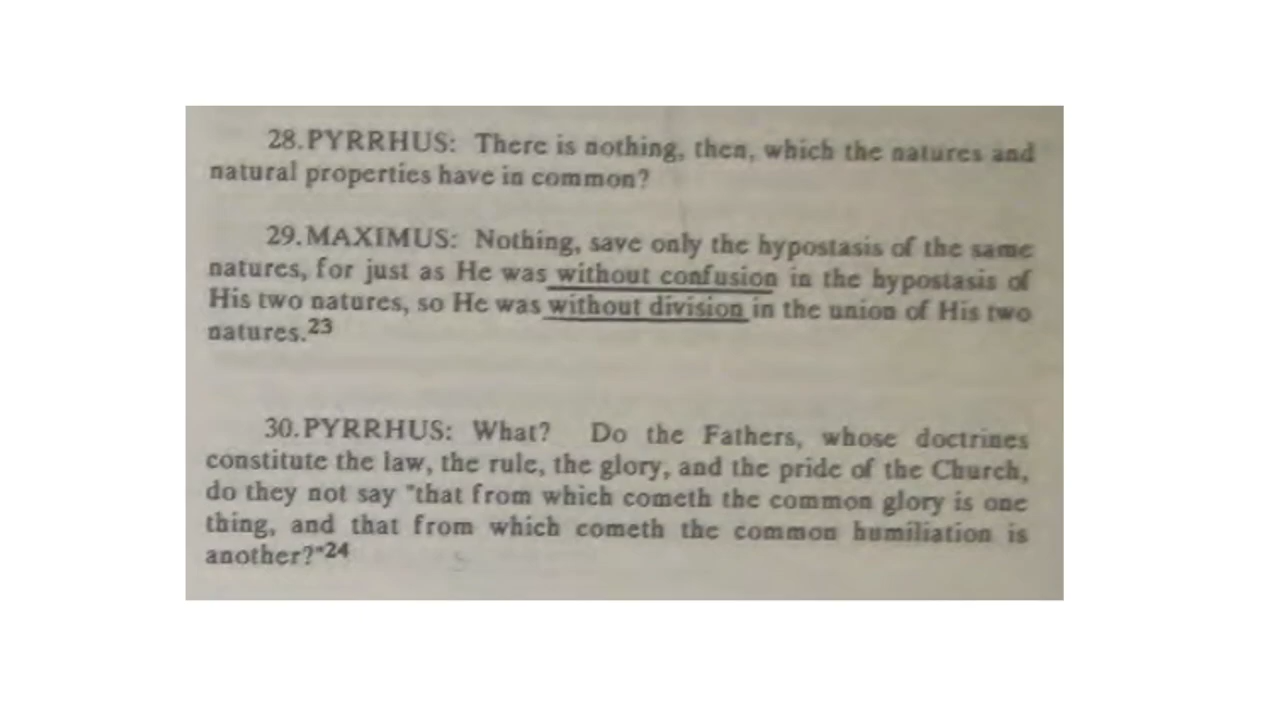 28. PYRRHUS: There is nothing, then, which the natures and
natural properties have in common?
29. MAXIMUS: Nothing, save only the hypostasis of the same
natures, for just as He was without confusion in the hypostasis of
His two natures, so He was without division in the union of His two
natures.23
30. PYRRHUS: What? Do the Fathers, whose doctrines
constitute the law, the rule, the glory, and the pride of the Church,
do they not say "that from which cometh the common glory is one
thing, and that from which cometh the common humiliation is
another?"24